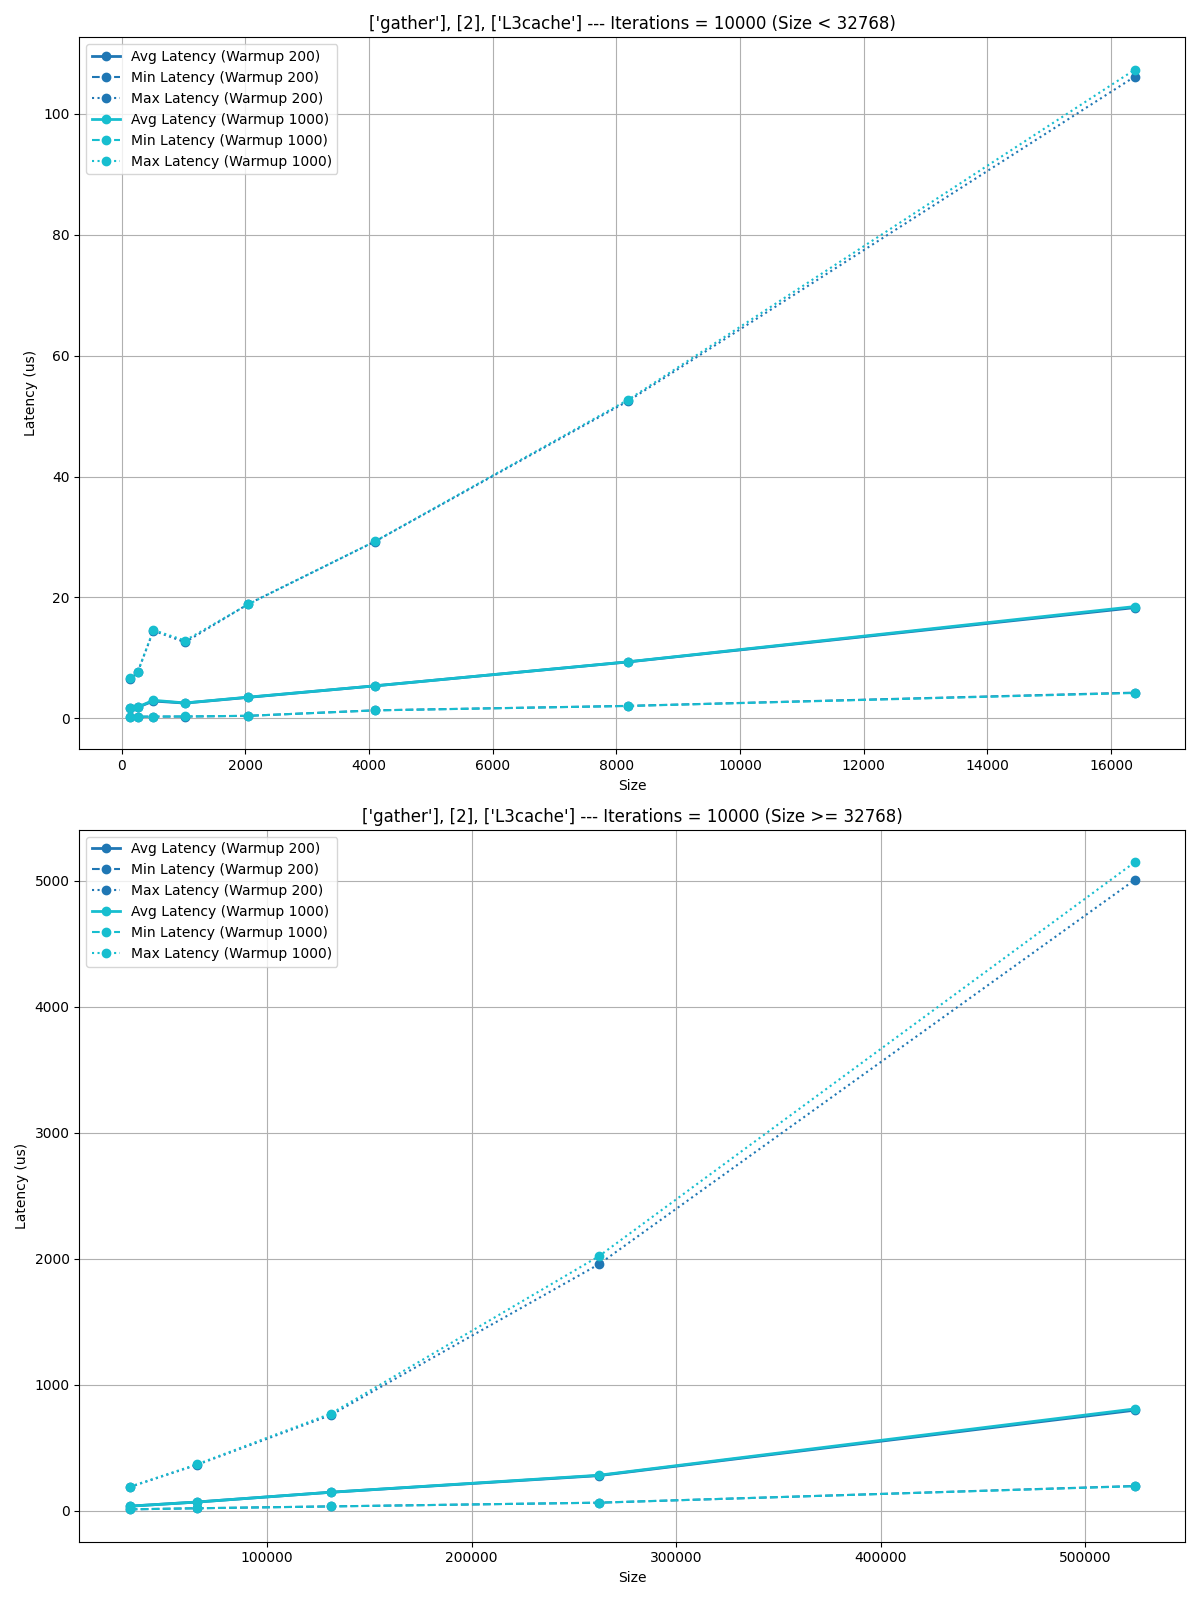 ['gather'], [2], ['L3cache'] --- Iterations = 10000 (Size < 32768)
Avg Latency (Warmup 200)
Min Latency (Warmup 200)
Max Latency (Warmup 200)
Avg Latency (Warmup 1000)
Min Latency (Warmup 1000)
Max Latency (Warmup 1000)
100
80
60
40
20
0
Latency (us)
0 2000 4000 6000 8000 10000 12000 14000 16000
Size
['gather'], [2], ['L3cache'] --- Iterations = 10000 (Size >= 32768)
Avg Latency (Warmup 200)
Min Latency (Warmup 200)
Max Latency (Warmup 200)
Avg Latency (Warmup 1000)
Min Latency (Warmup 1000)
Max Latency (Warmup 1000)
5000
4000
3000
2000
1000
0
Latency (us)
100000 200000 300000 400000 500000
Size